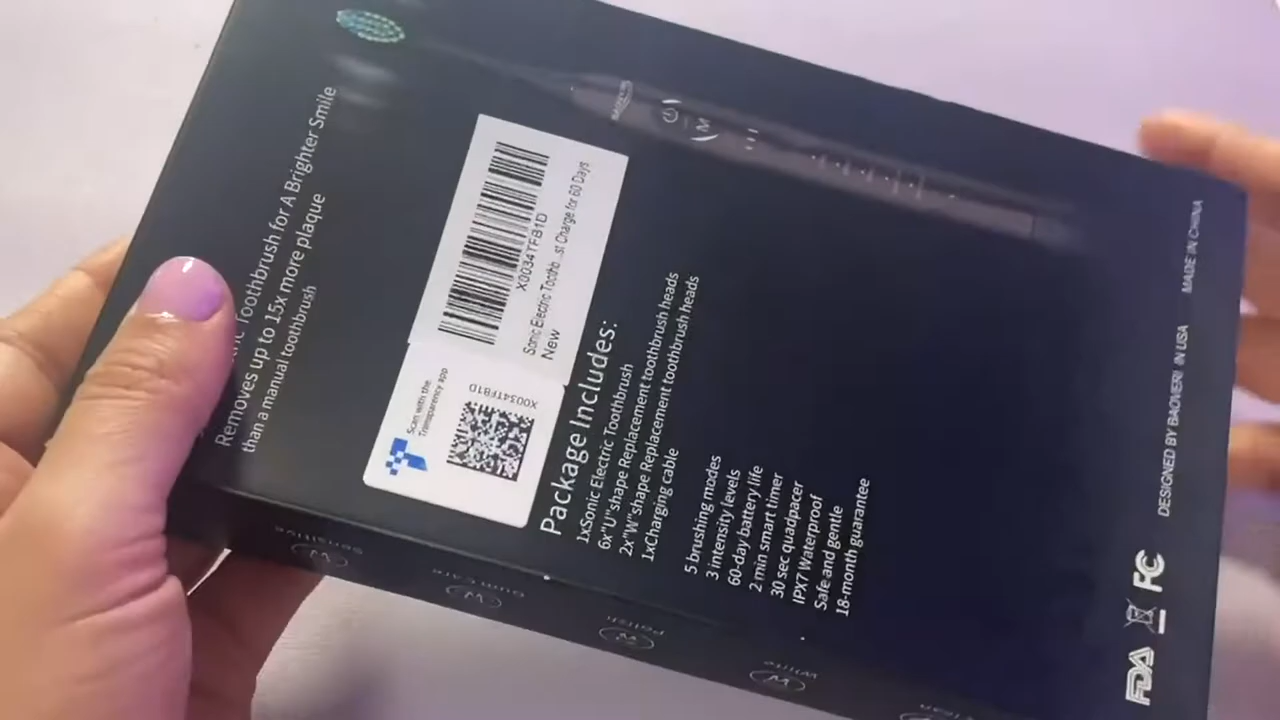 Toothbrush for A Brighter Smile
Removes up to 15x more plaque
than a manual toothbrush
X0034TFB1D
Sonic Electric Toothb...st Charge for 60 Days
New
Scan with the
Transparency app
X0034TFB1D
Package Includes:
1xSonic Electric Toothbrush
6x"U"shape Replacement toothbrush heads
2x"W"shape Replacement toothbrush heads
1xCharging cable
5 brushing modes
3 intensity levels
60-day battery life
2 min smart timer
30 sec quadpacer
IPX7 Waterproof
Safe and gentle
18-month guarantee
M
FDA
FC
DESIGNED BY BAOVERI IN USA
MADE IN CHINA
Sensitive
Gum Care
Polish
White